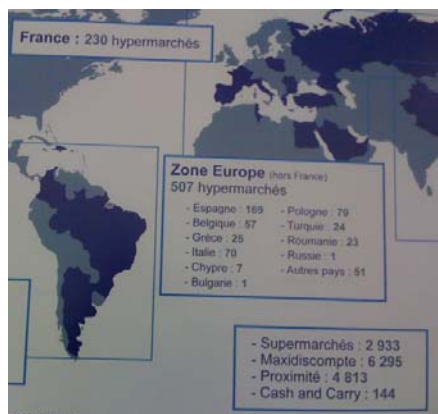 France : 230 hypermarchés
Zone Europe (hors France)
507 hypermarchés
- Espagne : 169
- Belgique : 57
- Grèce : 25
- Italie : 70
- Chypre : 7
- Bulgarie : 1
- Pologne : 79
- Turquie : 24
- Roumanie : 23
- Russie : 1
- Autres pays : 51
- Supermarchés : 2 933
- Maxidiscompte : 6 295
- Proximité : 4 813
- Cash and Carry : 144